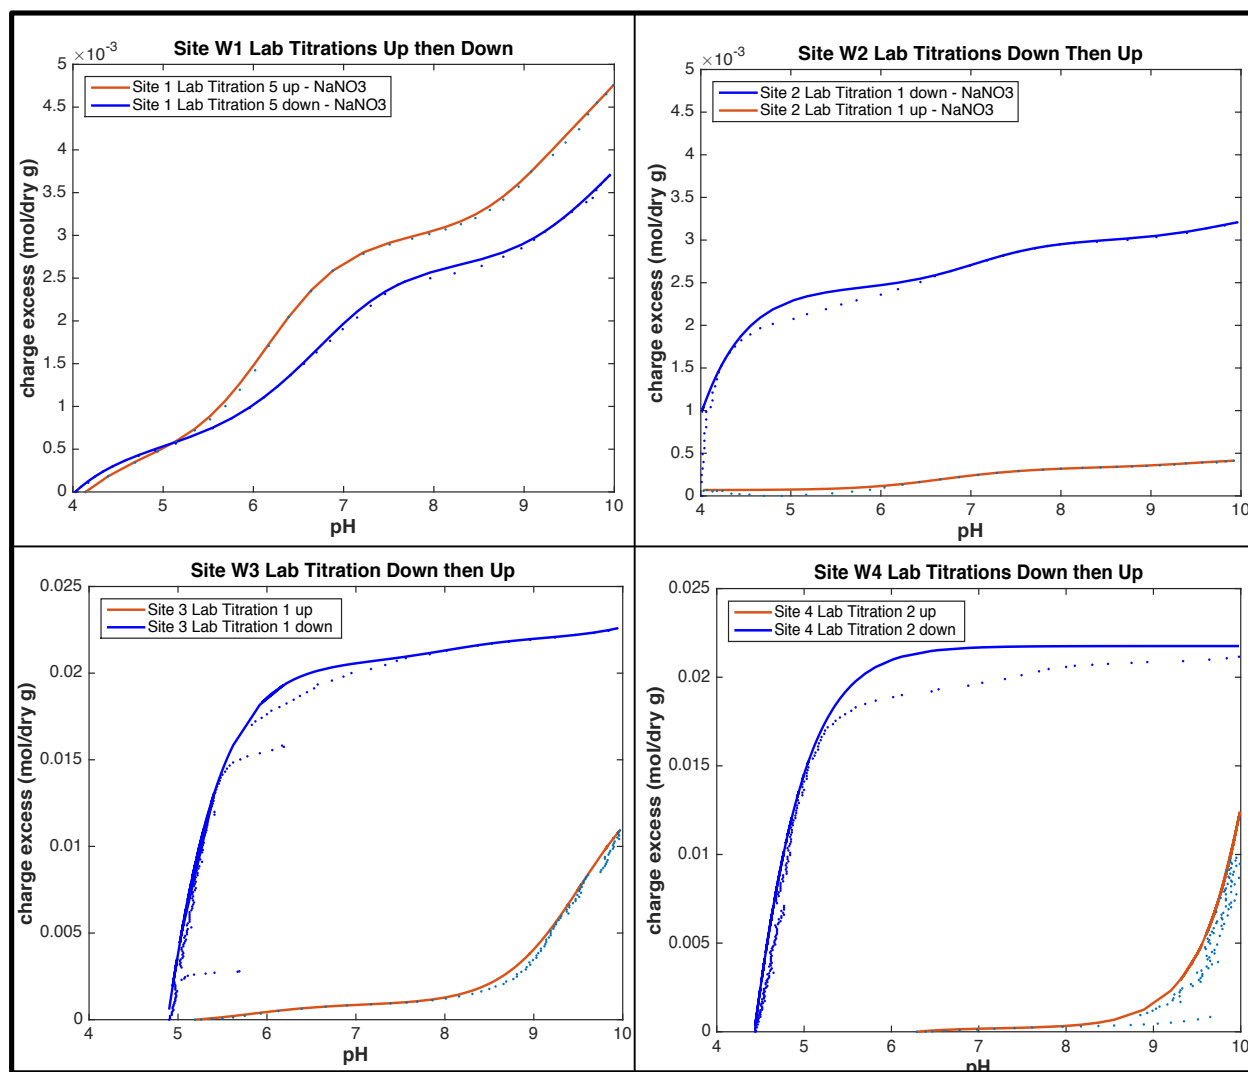 Site W1 Lab Titrations Up then Down
×10⁻³
Site 1 Lab Titration 5 up - NaNO3
Site 1 Lab Titration 5 down - NaNO3
charge excess (mol/dry g)
5
4.5
4
3.5
3
2.5
2
1.5
1
0.5
0
4 5 6 7 8 9 10
pH
Site W2 Lab Titrations Down Then Up
×10⁻³
Site 2 Lab Titration 1 down - NaNO3
Site 2 Lab Titration 1 up - NaNO3
charge excess (mol/dry g)
5
4.5
4
3.5
3
2.5
2
1.5
1
0.5
0
4 5 6 7 8 9 10
pH
Site W3 Lab Titration Down then Up
Site 3 Lab Titration 1 up
Site 3 Lab Titration 1 down
charge excess (mol/dry g)
0.025
0.02
0.015
0.01
0.005
0
4 5 6 7 8 9 10
pH
Site W4 Lab Titrations Down then Up
Site 4 Lab Titration 2 up
Site 4 Lab Titration 2 down
charge excess (mol/dry g)
0.025
0.02
0.015
0.01
0.005
0
4 5 6 7 8 9 10
pH